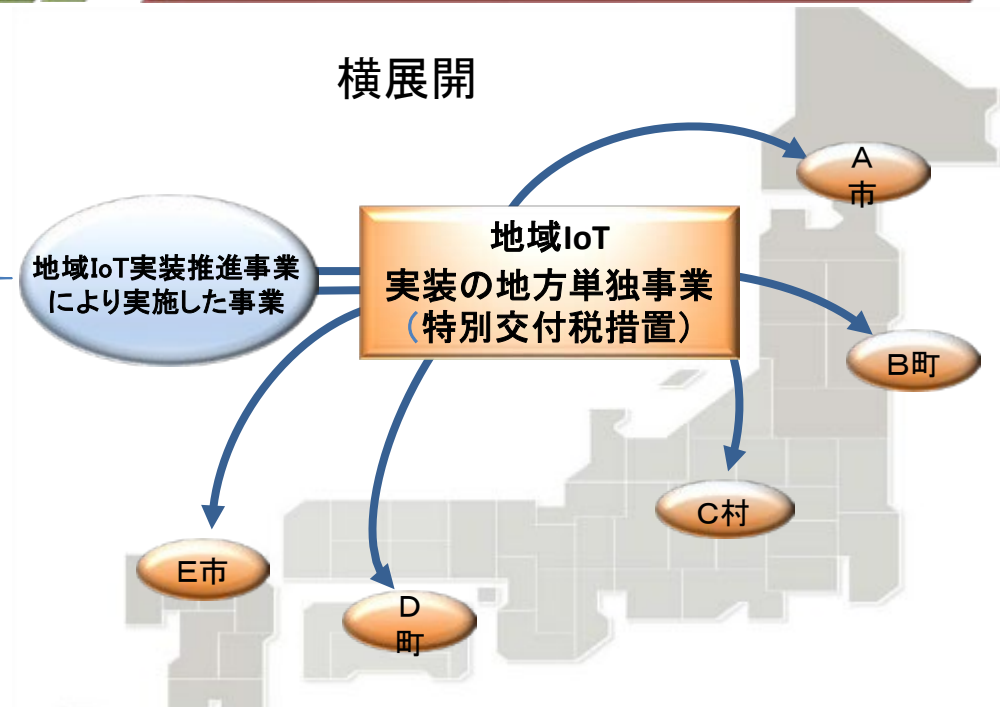 横展開
A
市
地域IoT
実装の地方単独事業
(特別交付税措置)
地域IoT実装推進事業
により実施した事業
B町
C村
E市
D
町